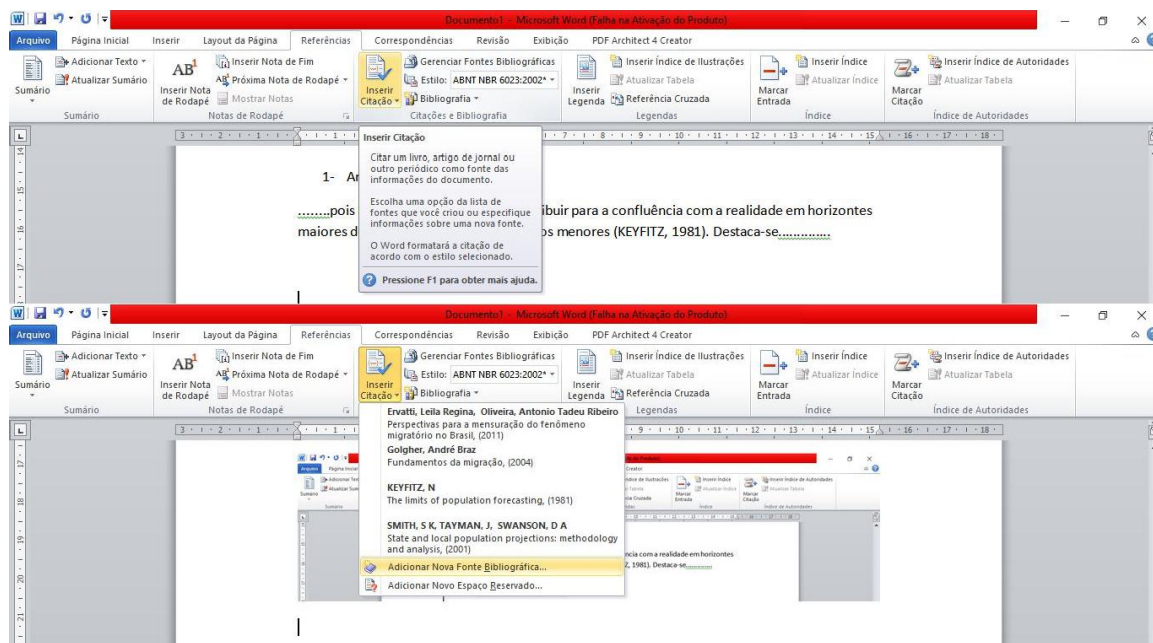 Documento1 - Microsoft Word (Falha na Ativação do Produto)
Arquivo Página Inicial Inserir Layout da Página Referências Correspondências Revisão Exibição PDF Architect 4 Creator
Sumário
Adicionar Texto
Atualizar Sumário
Sumário
AB1
Inserir Nota de Rodapé
Inserir Nota de Fim
Próxima Nota de Rodapé
Mostrar Notas
Notas de Rodapé
Inserir Citação
Gerenciar Fontes Bibliográficas
Estilo: ABNT NBR 6023:2002*
Bibliografia
Citações e Bibliografia
Inserir Legenda
Inserir Índice de Ilustrações
Atualizar Tabela
Referência Cruzada
Legendas
Marcar Entrada
Inserir Índice
Atualizar Índice
Índice
Marcar Citação
Inserir Índice de Autoridades
Atualizar Tabela
Índice de Autoridades
Inserir Citação
Citar um livro, artigo de jornal ou
outro periódico como fonte das
informações do documento.
Escolha uma opção da lista de
fontes que você criou ou especifique
informações sobre uma nova fonte.
O Word formatará a citação de
acordo com o estilo selecionado.
Pressione F1 para obter mais ajuda.
1- Ar
........pois ibuir para a confluência com a realidade em horizontes
maiores d os menores (KEYFITZ, 1981). Destaca-se..............
Documento1 - Microsoft Word (Falha na Ativação do Produto)
Arquivo Página Inicial Inserir Layout da Página Referências Correspondências Revisão Exibição PDF Architect 4 Creator
Sumário
Adicionar Texto
Atualizar Sumário
Sumário
AB1
Inserir Nota de Rodapé
Inserir Nota de Fim
Próxima Nota de Rodapé
Mostrar Notas
Notas de Rodapé
Inserir Citação
Gerenciar Fontes Bibliográficas
Estilo: ABNT NBR 6023:2002*
Bibliografia
Inserir Legenda
Inserir Índice de Ilustrações
Atualizar Tabela
Referência Cruzada
Legendas
Marcar Entrada
Inserir Índice
Atualizar Índice
Índice
Marcar Citação
Inserir Índice de Autoridades
Atualizar Tabela
Índice de Autoridades
Ervatti, Leila Regina, Oliveira, Antonio Tadeu Ribeiro
Perspectivas para a mensuração do fenômeno
migratório no Brasil, (2011)
Golgher, André Braz
Fundamentos da migração, (2004)
KEYFITZ, N
The limits of population forecasting, (1981)
SMITH, S K, TAYMAN, J, SWANSON, D A
State and local population projections: methodology
and analysis, (2001)
Adicionar Nova Fonte Bibliográfica...
Adicionar Novo Espaço Reservado...
ncia com a realidade em horizontes
Z, 1981). Destaca-se